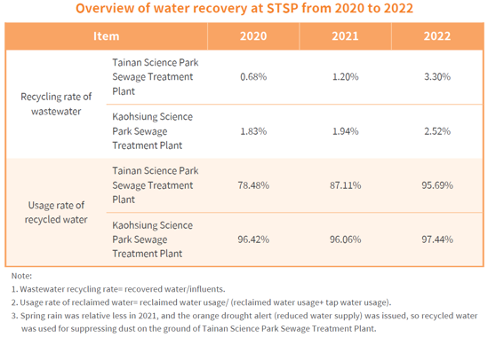 Overview of water recovery at STSP from 2020 to 2022
Item 2020 2021 2022
Recycling rate of wastewater
Tainan Science Park
Sewage Treatment
Plant
0.68% 1.20% 3.30%
Kaohsiung Science
Park Sewage
Treatment Plant
1.83% 1.94% 2.52%
Usage rate of
recycled water
Tainan Science Park
Sewage Treatment
Plant
78.48% 87.11% 95.69%
Kaohsiung Science
Park Sewage
Treatment Plant
96.42% 96.06% 97.44%
Note:
1. Wastewater recycling rate= recovered water/influents.
2. Usage rate of reclaimed water= reclaimed water usage/ (reclaimed water usage+ tap water usage).
3. Spring rain was relative less in 2021, and the orange drought alert (reduced water supply) was issued, so recycled water
was used for suppressing dust on the ground of Tainan Science Park Sewage Treatment Plant.